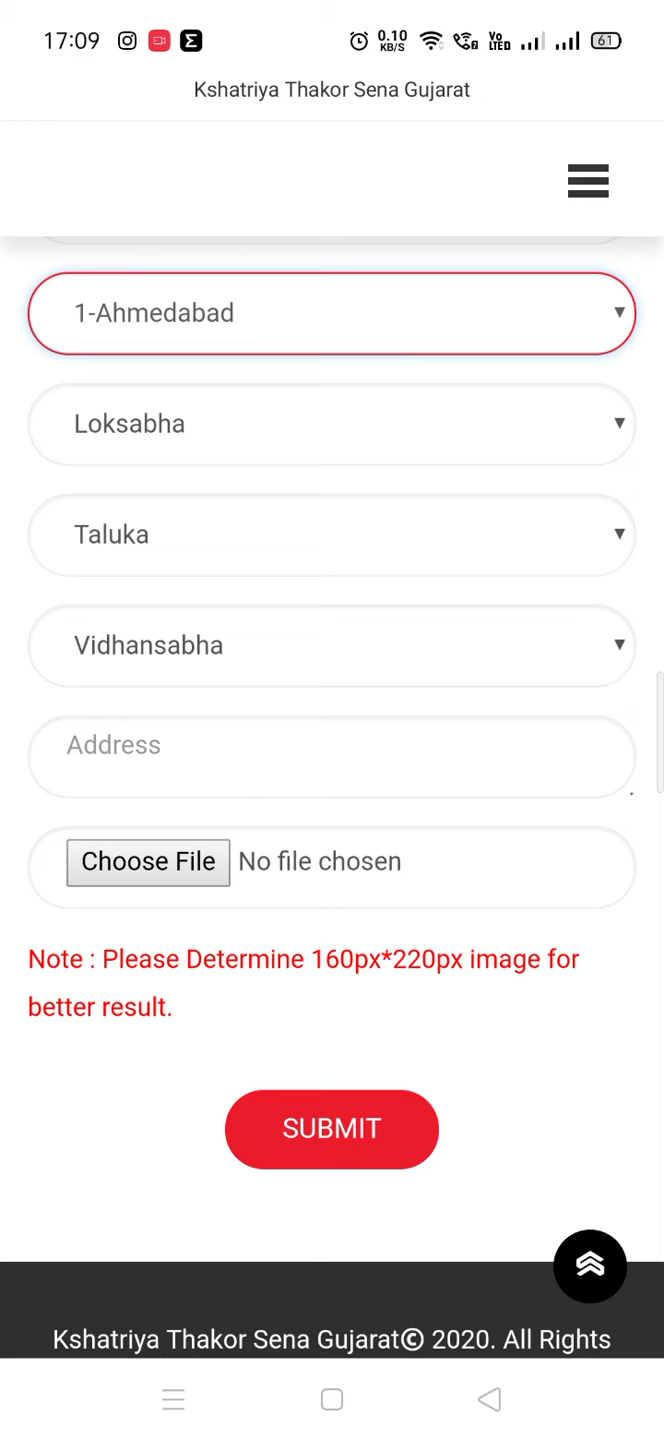 17:09 0.10 KB/S Vo LTE 61
Kshatriya Thakor Sena Gujarat
1-Ahmedabad
Loksabha
Taluka
Vidhansabha
Address
Choose File No file chosen
Note : Please Determine 160px*220px image for
better result.
SUBMIT
Kshatriya Thakor Sena Gujarat© 2020. All Rights